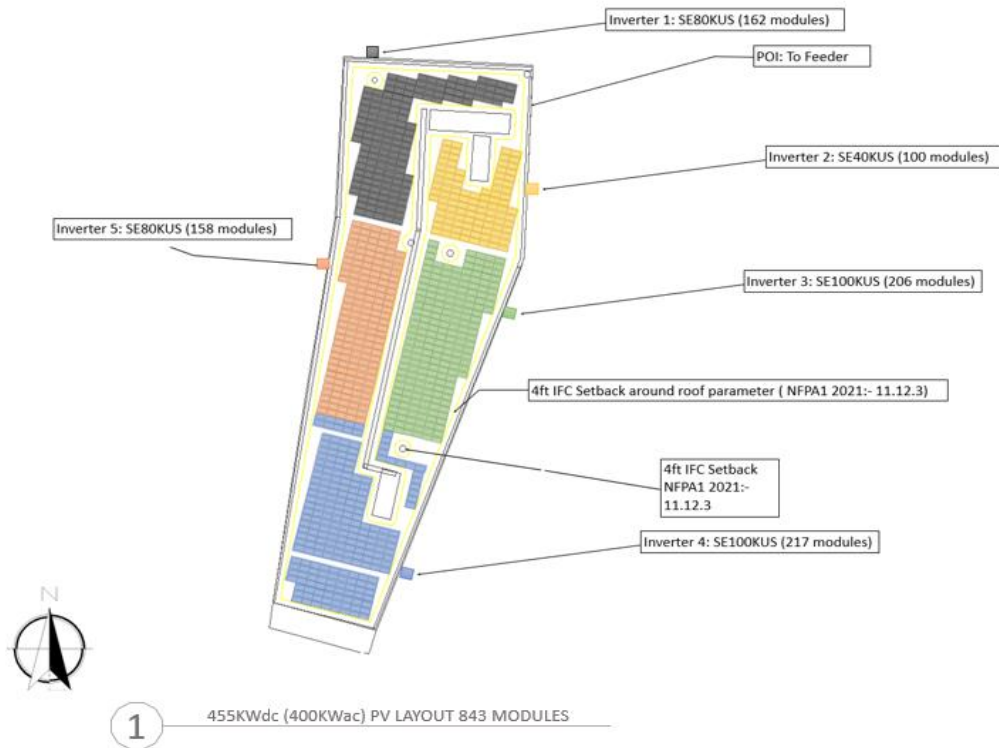 Inverter 1: SE80KUS (162 modules)
POI: To Feeder
Inverter 2: SE40KUS (100 modules)
Inverter 5: SE80KUS (158 modules)
Inverter 3: SE100KUS (206 modules)
4ft IFC Setback around roof parameter ( NFPA1 2021:- 11.12.3)
4ft IFC Setback
NFPA1 2021:-
11.12.3
Inverter 4: SE100KUS (217 modules)
N
1
455KWdc (400KWac) PV LAYOUT 843 MODULES